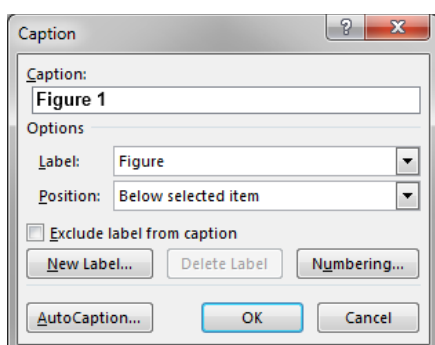 Caption
Caption:
Figure 1
Options
Label: Figure
Position: Below selected item
Exclude label from caption
New Label... Delete Label Numbering...
AutoCaption... OK Cancel